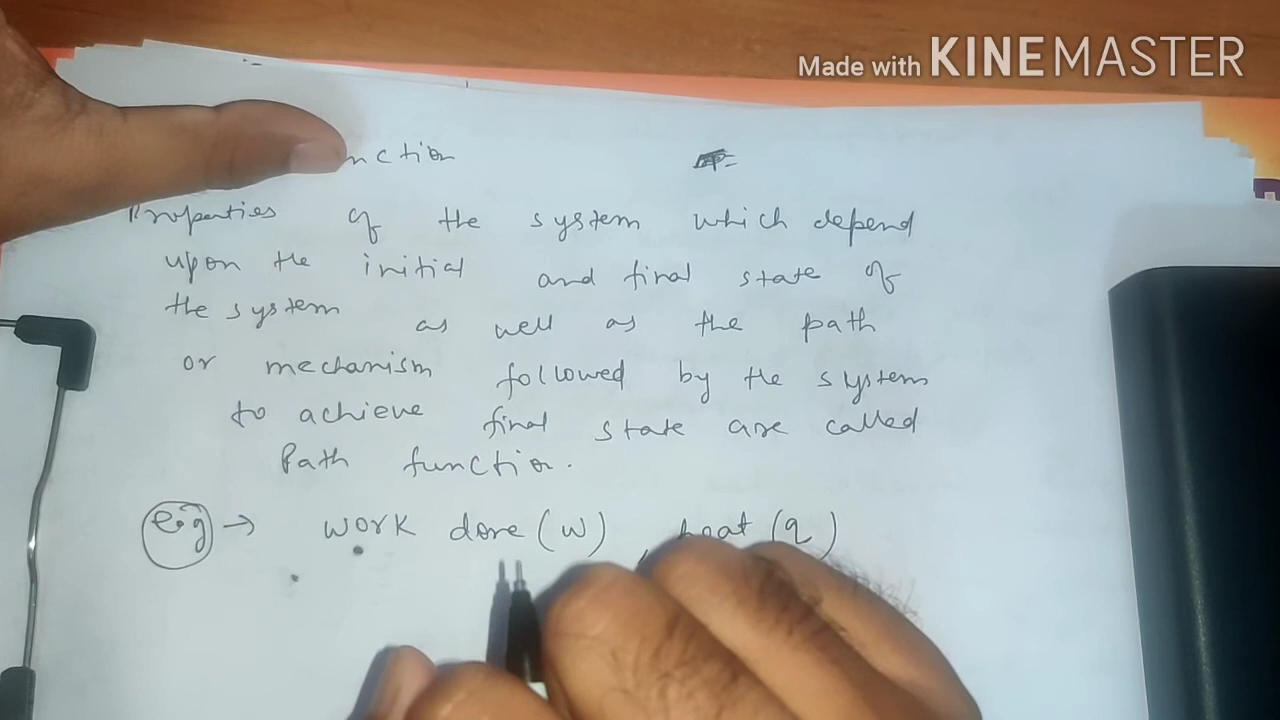 Made with KINEMASTER
nction
Properties of the system which depend
upon the initial and final state of
the system as well as the path
or mechanism followed by the system
to achieve final state are called
Path function.
e.g → work done (w), heat (q)